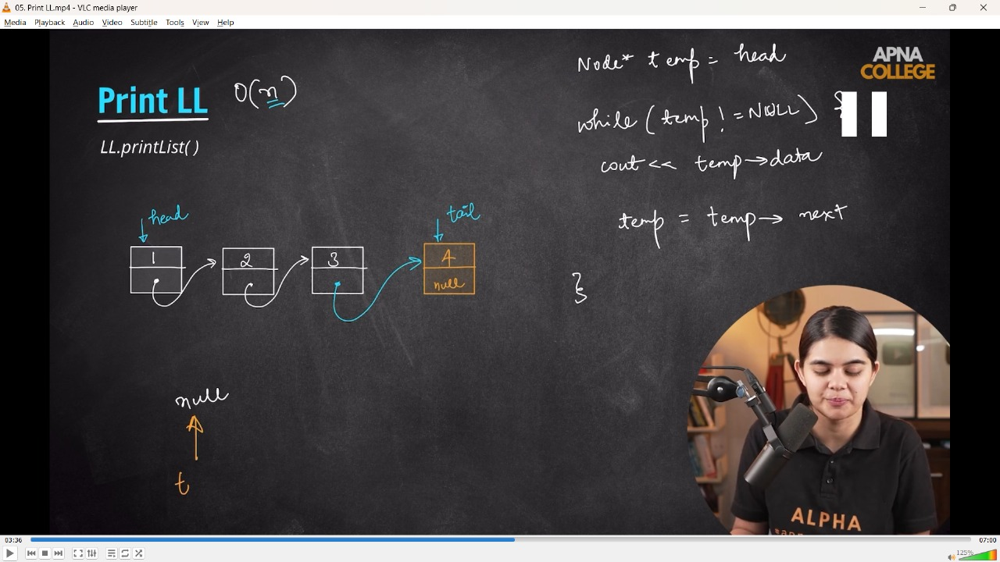 05. Print LL.mp4 - VLC media player
Media Playback Audio Video Subtitle Tools View Help
APNA
COLLEGE
Print LL O(n)
LL.printList( )
Node* temp = head
while (temp != NULL) {
cout << temp→data
temp = temp→ next
}
head
tail
1 2 3 4
null
null
t
ALPHA
03:36 07:00
125%